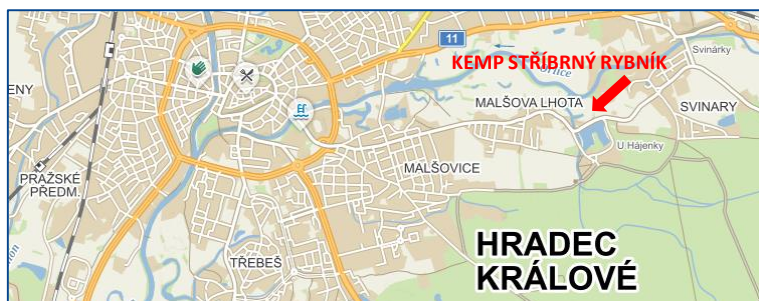 11
Svinárky
KEMP STŘÍBRNÝ RYBNÍK
MALŠOVA LHOTA
SVINARY
U Hájenky
MALŠOVICE
PRAŽSKÉ
PŘEDM.
TŘEBEŠ
HRADEC
KRÁLOVÉ
ENY